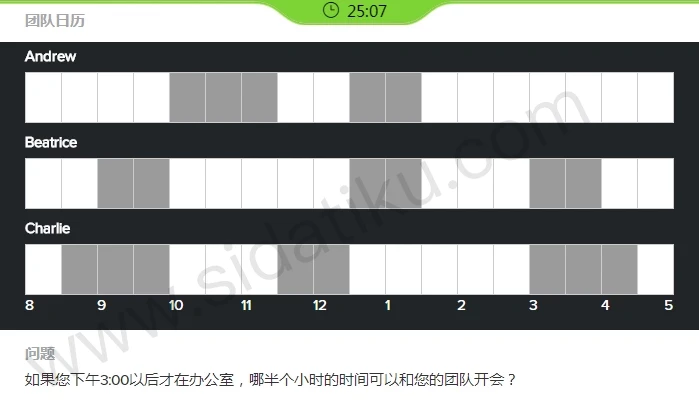 25:07
团队日历
Andrew
Beatrice
Charlie
8 9 10 11 12 1 2 3 4 5
www.sidatiku.com
问题
如果您下午3:00以后才在办公室，哪半个小时的时间可以和您的团队开会？